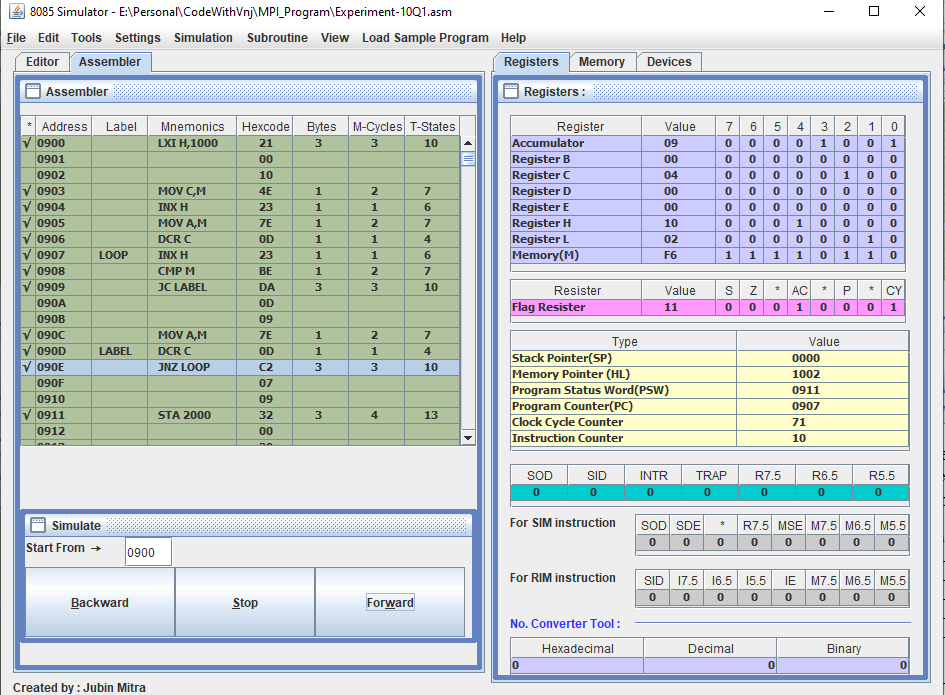 8085 Simulator - E:\Personal\CodeWithVnj\MPI_Program\Experiment-10Q1.asm
File Edit Tools Settings Simulation Subroutine View Load Sample Program Help
Editor Assembler
Assembler
* Address Label Mnemonics Hexcode Bytes M-Cycles T-States
√ 0900 LXI H,1000 21 3 3 10
0901 00
0902 10
√ 0903 MOV C,M 4E 1 2 7
√ 0904 INX H 23 1 1 6
√ 0905 MOV A,M 7E 1 2 7
√ 0906 DCR C 0D 1 1 4
√ 0907 LOOP INX H 23 1 1 6
√ 0908 CMP M BE 1 2 7
√ 0909 JC LABEL DA 3 3 10
090A 0D
090B 09
√ 090C MOV A,M 7E 1 2 7
√ 090D LABEL DCR C 0D 1 1 4
√ 090E JNZ LOOP C2 3 3 10
090F 07
0910 09
√ 0911 STA 2000 32 3 4 13
0912 00
Simulate
Start From → 0900
Backward Stop Forward
Created by : Jubin Mitra
Registers Memory Devices
Registers :
Register Value 7 6 5 4 3 2 1 0
Accumulator 09 0 0 0 0 1 0 0 1
Register B 00 0 0 0 0 0 0 0 0
Register C 04 0 0 0 0 0 1 0 0
Register D 00 0 0 0 0 0 0 0 0
Register E 00 0 0 0 0 0 0 0 0
Register H 10 0 0 0 1 0 0 0 0
Register L 02 0 0 0 0 0 0 1 0
Memory(M) F6 1 1 1 1 0 1 1 0
Resister Value S Z * AC * P * CY
Flag Resister 11 0 0 0 1 0 0 0 1
Type Value
Stack Pointer(SP) 0000
Memory Pointer (HL) 1002
Program Status Word(PSW) 0911
Program Counter(PC) 0907
Clock Cycle Counter 71
Instruction Counter 10
SOD SID INTR TRAP R7.5 R6.5 R5.5
0 0 0 0 0 0 0
For SIM instruction SOD SDE * R7.5 MSE M7.5 M6.5 M5.5
0 0 0 0 0 0 0 0
For RIM instruction SID I7.5 I6.5 I5.5 IE M7.5 M6.5 M5.5
0 0 0 0 0 0 0 0
No. Converter Tool :
Hexadecimal Decimal Binary
0 0 0